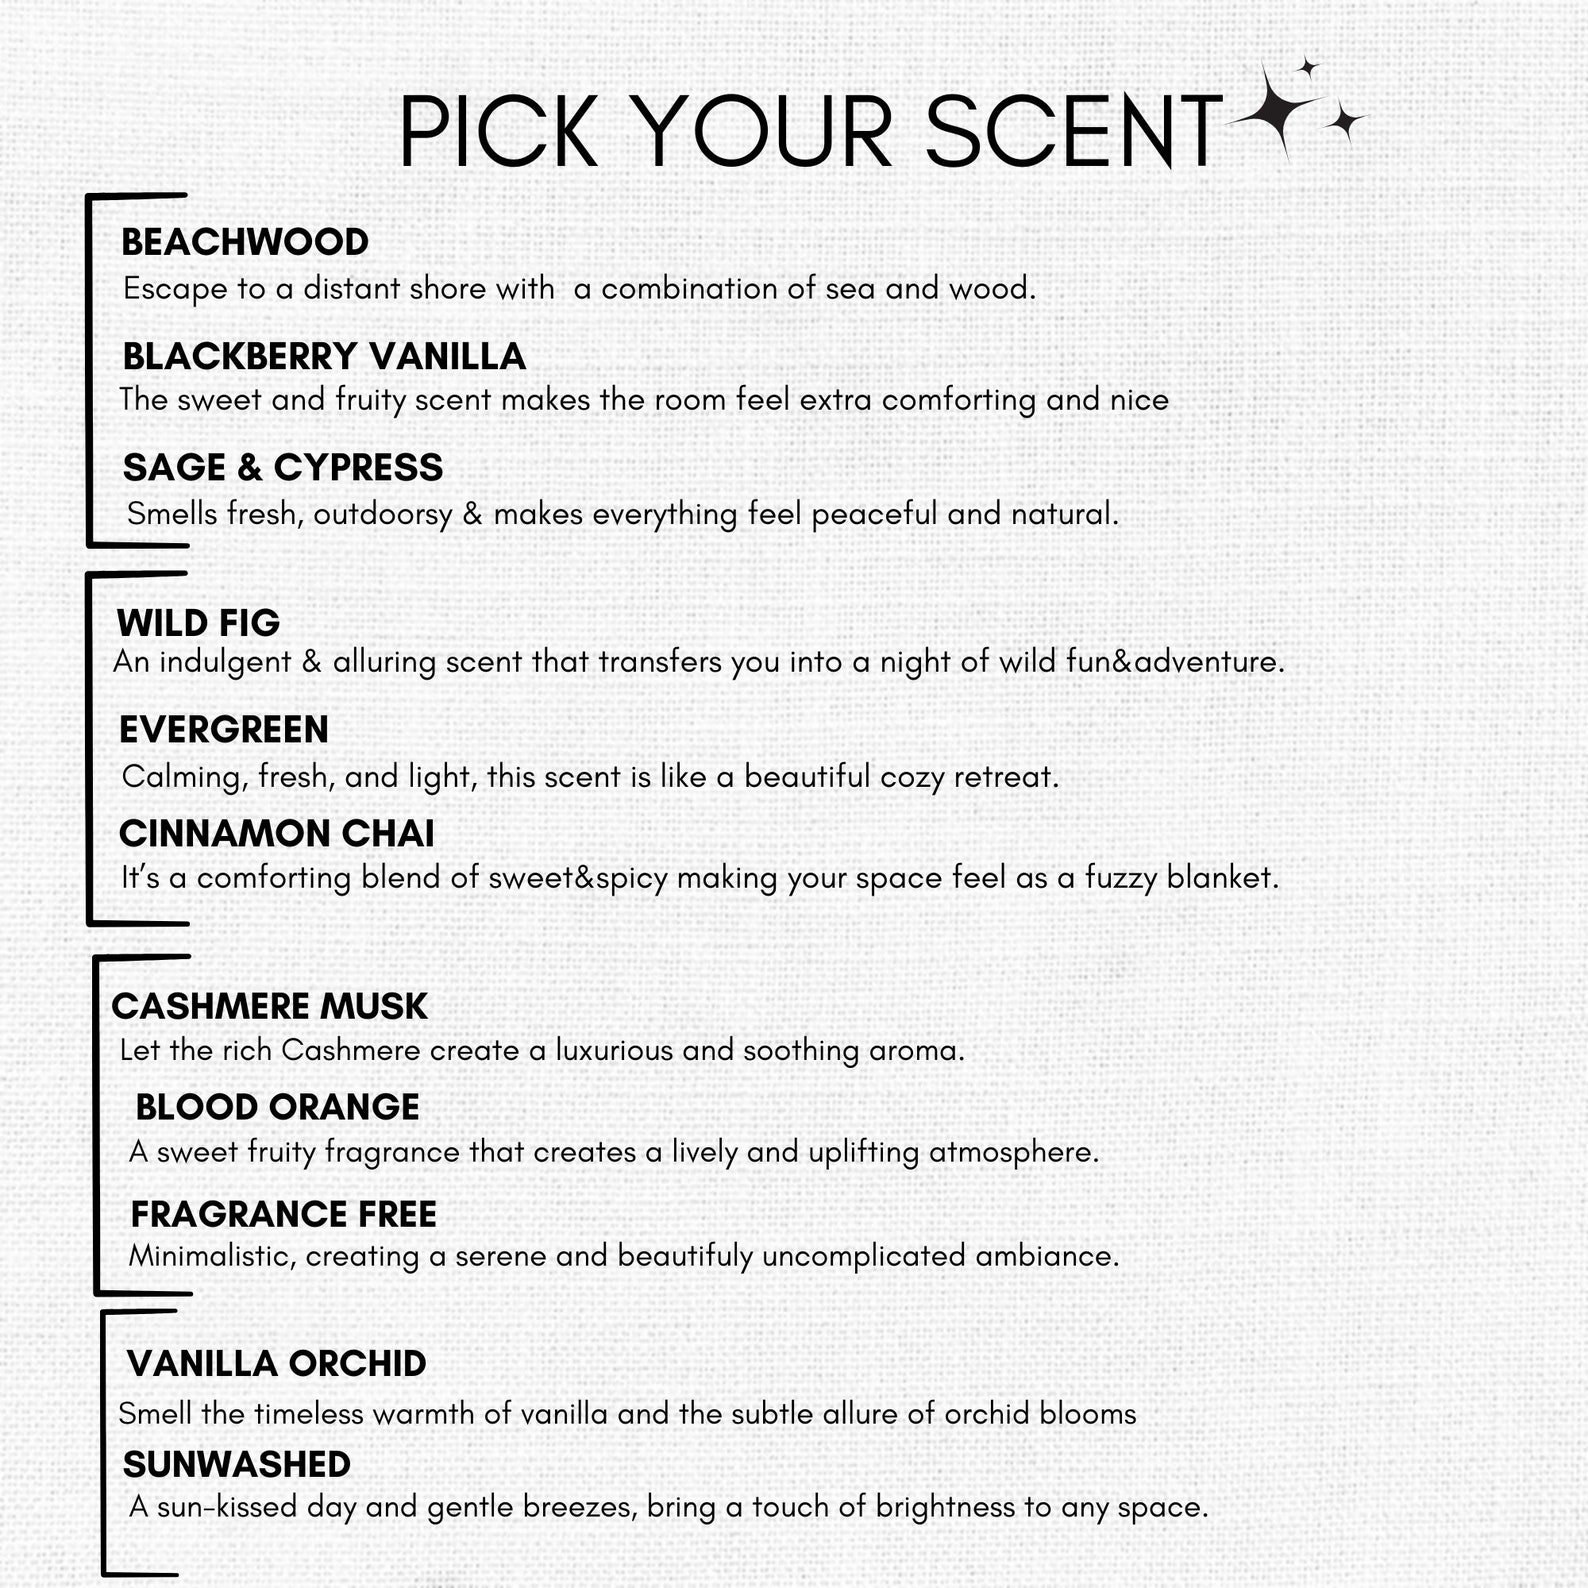 PICK YOUR SCENT
BEACHWOOD
Escape to a distant shore with  a combination of sea and wood.
BLACKBERRY VANILLA
The sweet and fruity scent makes the room feel extra comforting and nice
SAGE & CYPRESS
Smells fresh, outdoorsy & makes everything feel peaceful and natural.
WILD FIG
An indulgent & alluring scent that transfers you into a night of wild fun&adventure.
EVERGREEN
Calming, fresh, and light, this scent is like a beautiful cozy retreat.
CINNAMON CHAI
It’s a comforting blend of sweet&spicy making your space feel as a fuzzy blanket.
CASHMERE MUSK
Let the rich Cashmere create a luxurious and soothing aroma.
BLOOD ORANGE
A sweet fruity fragrance that creates a lively and uplifting atmosphere.
FRAGRANCE FREE
Minimalistic, creating a serene and beautifuly uncomplicated ambiance.
VANILLA ORCHID
Smell the timeless warmth of vanilla and the subtle allure of orchid blooms
SUNWASHED
A sun-kissed day and gentle breezes, bring a touch of brightness to any space.